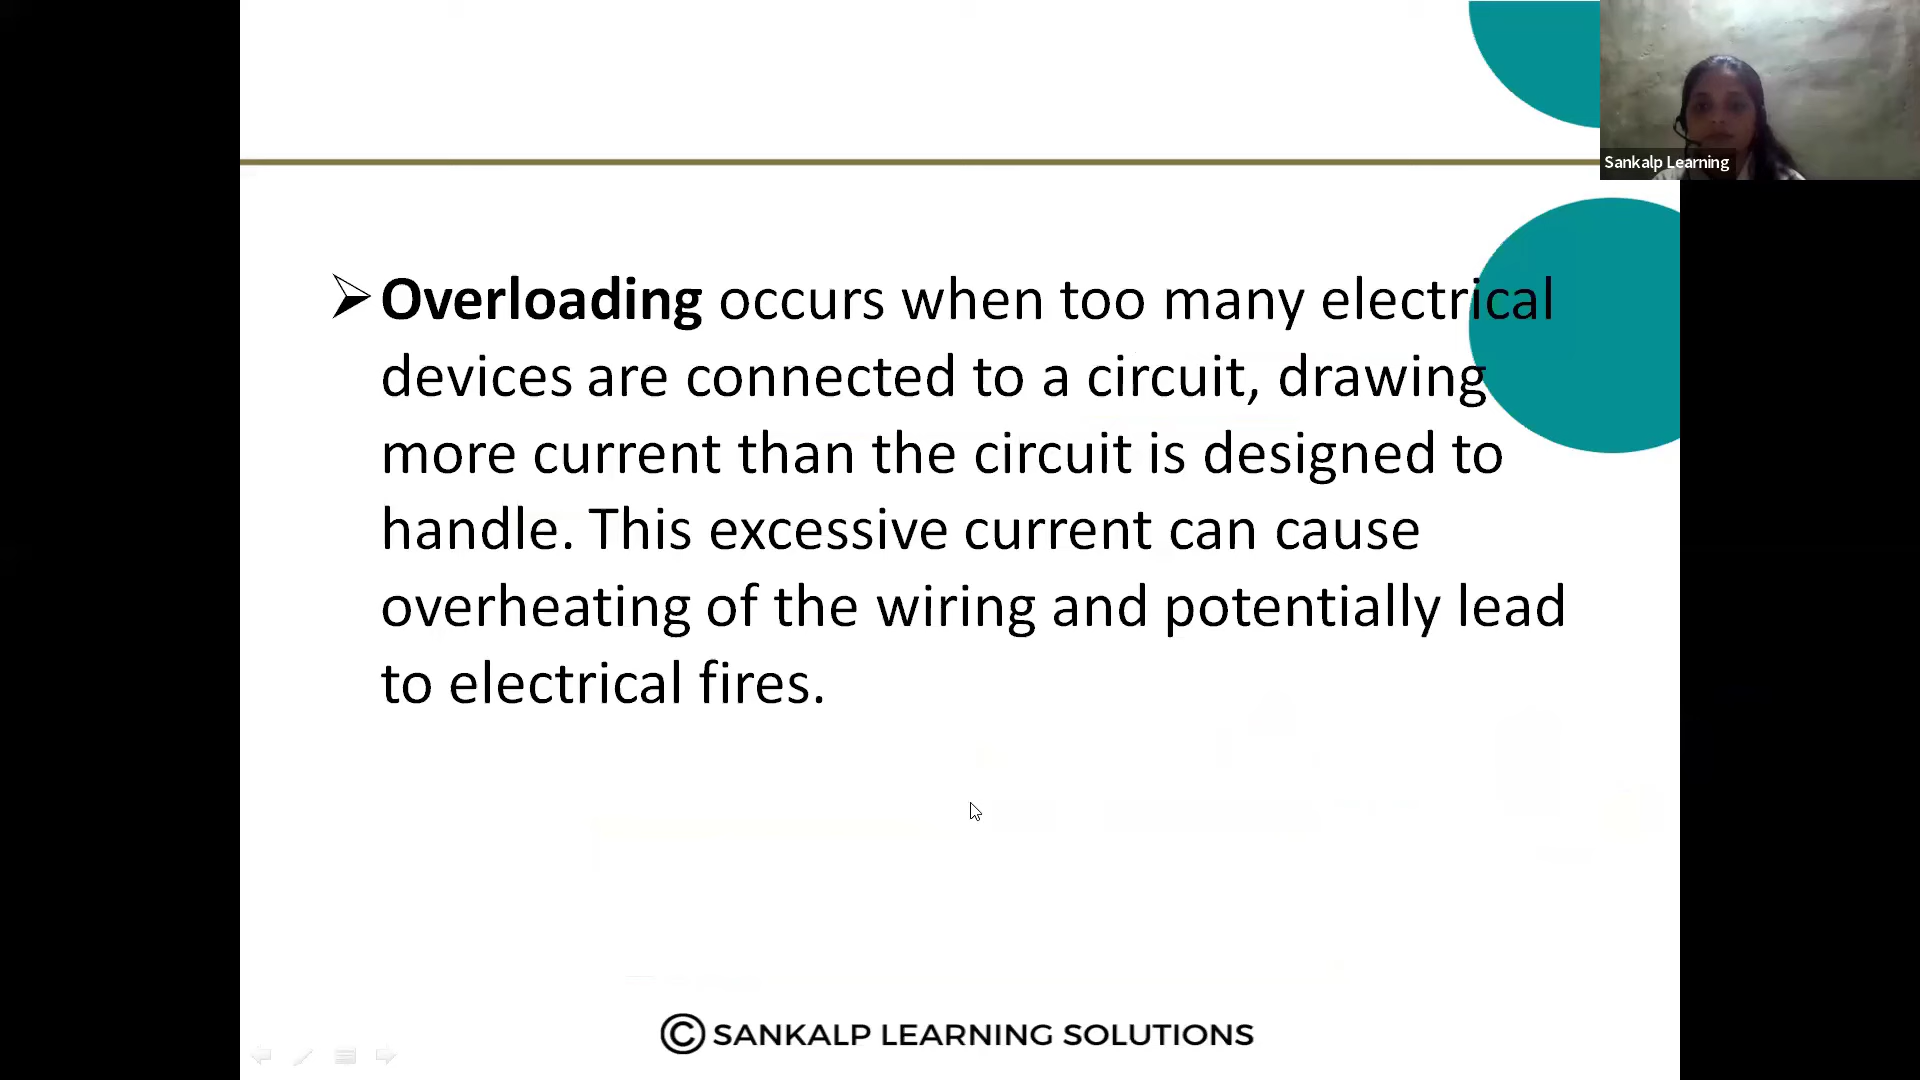 Sankalp Learning
➢Overloading occurs when too many electrical
devices are connected to a circuit, drawing
more current than the circuit is designed to
handle. This excessive current can cause
overheating of the wiring and potentially lead
to electrical fires.
© SANKALP LEARNING SOLUTIONS